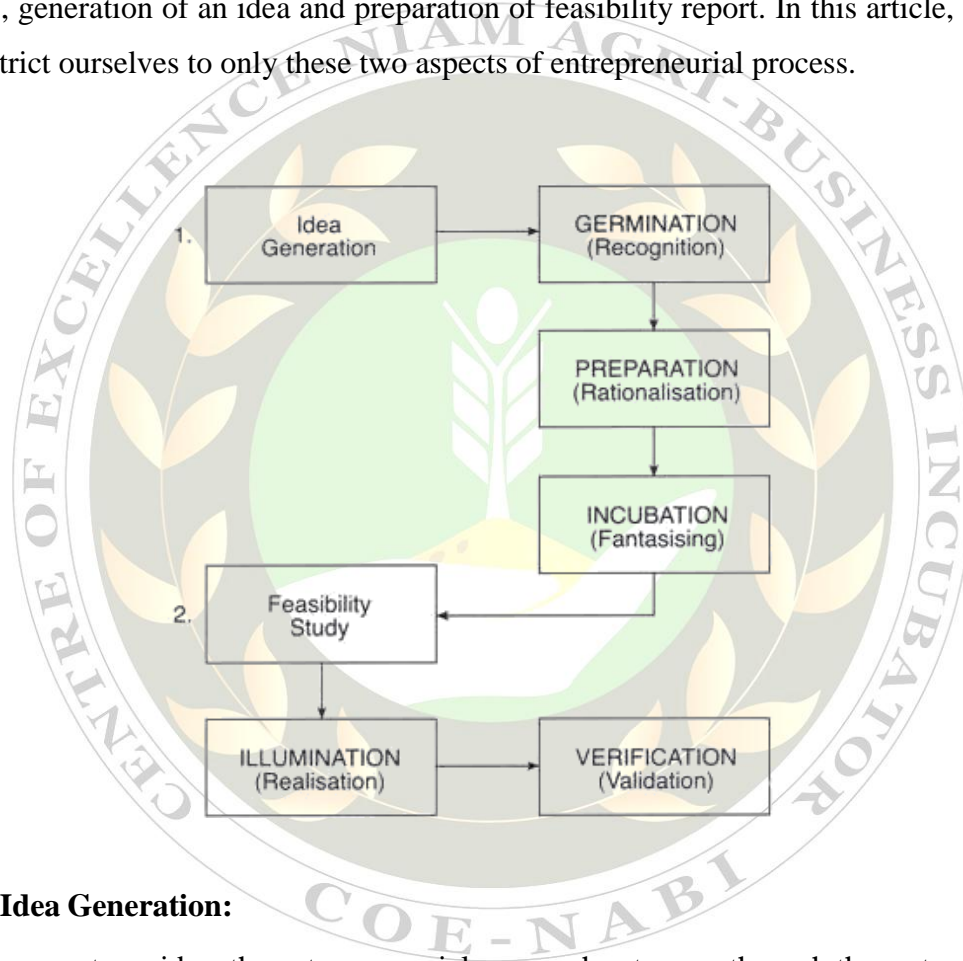 , generation of an idea and preparation of feasibility report. In this article,
trict ourselves to only these two aspects of entrepreneurial process.
CENTRE OF EXCELLENCE NIAM AGRI-BUSINESS INCUBATOR
1.
Idea
Generation
GERMINATION
(Recognition)
PREPARATION
(Rationalisation)
INCUBATION
(Fantasising)
2.
Feasibility
Study
ILLUMINATION
(Realisation)
VERIFICATION
(Validation)
COE-NABI
Idea Generation: